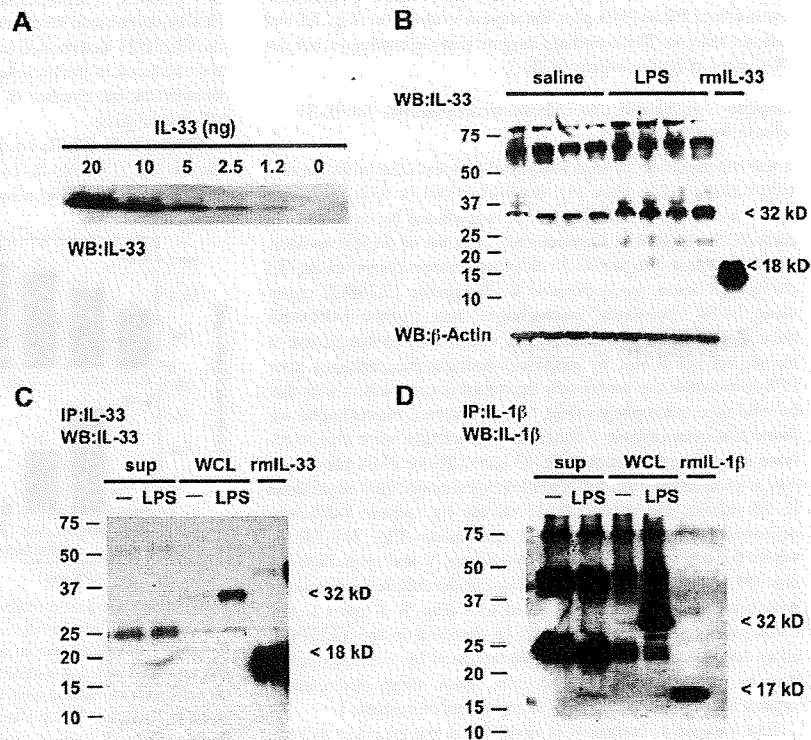 A
IL-33 (ng)
20 10 5 2.5 1.2 0
WB:IL-33
B
saline LPS rmIL-33
WB:IL-33
75
50
37
< 32 kD
25
20
< 18 kD
15
10
WB:β-Actin
C
IP:IL-33
WB:IL-33
sup WCL rmIL-33
— LPS — LPS
75
50
37
< 32 kD
25
20
< 18 kD
15
10
D
IP:IL-1β
WB:IL-1β
sup WCL rmIL-1β
— LPS — LPS
75
50
37
< 32 kD
25
20
< 17 kD
15
10